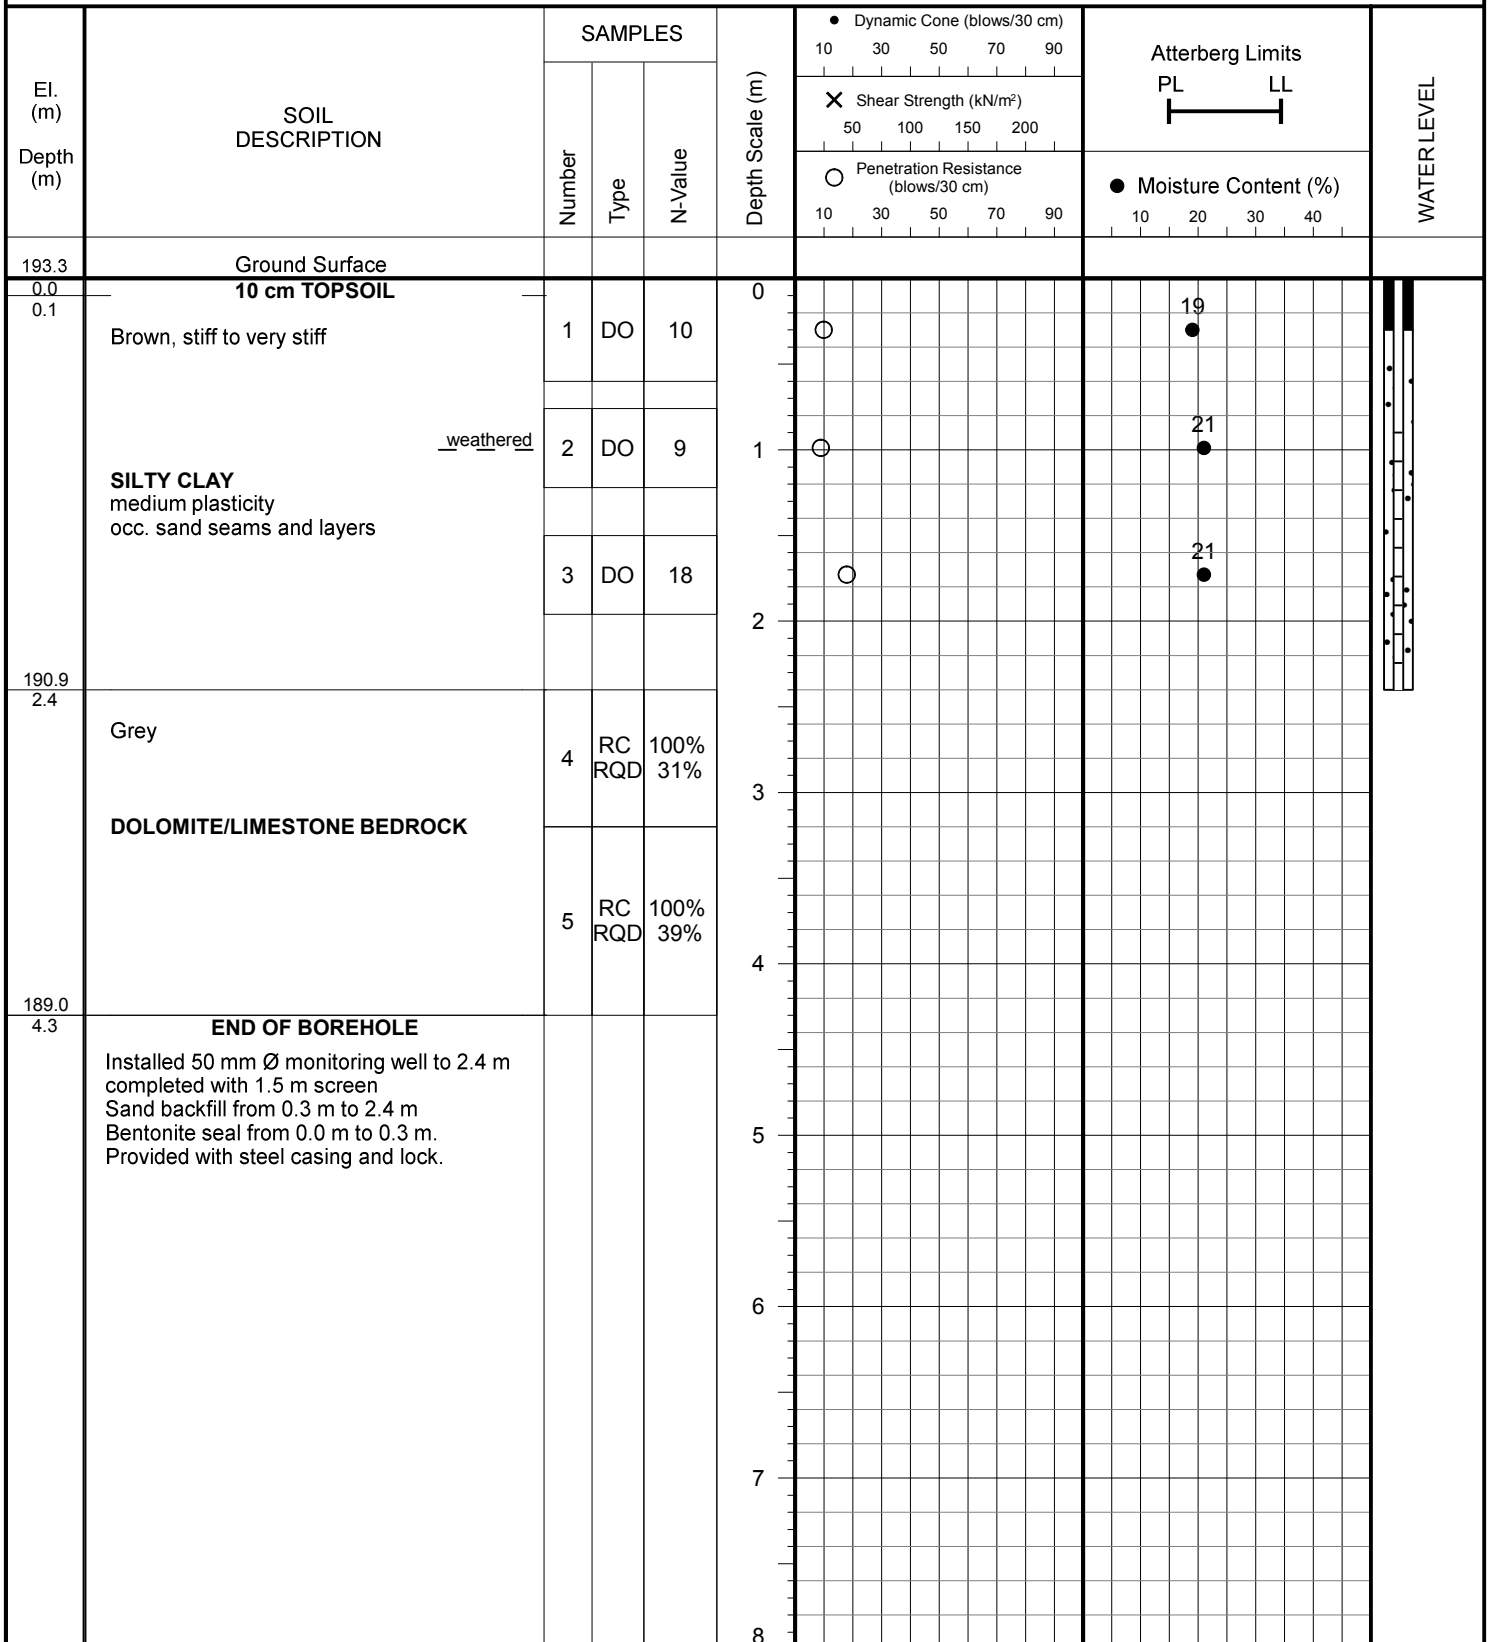 El.
(m)
Depth
(m)
SOIL
DESCRIPTION
SAMPLES
Number
Type
N-Value
Depth Scale (m)
● Dynamic Cone (blows/30 cm)
10 30 50 70 90
✕ Shear Strength (kN/m²)
50 100 150 200
○ Penetration Resistance
(blows/30 cm)
10 30 50 70 90
Atterberg Limits
PL LL
● Moisture Content (%)
10 20 30 40
WATER LEVEL
193.3 Ground Surface
0.0 10 cm TOPSOIL 0
0.1
19
Brown, stiff to very stiff 1 DO 10
21
weathered 2 DO 9 1
SILTY CLAY
medium plasticity
occ. sand seams and layers
21
3 DO 18
2
190.9
2.4
Grey
4 RC 100%
RQD 31%
3
DOLOMITE/LIMESTONE BEDROCK
5 RC 100%
RQD 39%
4
189.0
4.3 END OF BOREHOLE
Installed 50 mm Ø monitoring well to 2.4 m
completed with 1.5 m screen
Sand backfill from 0.3 m to 2.4 m
Bentonite seal from 0.0 m to 0.3 m.
Provided with steel casing and lock.
5
6
7
8